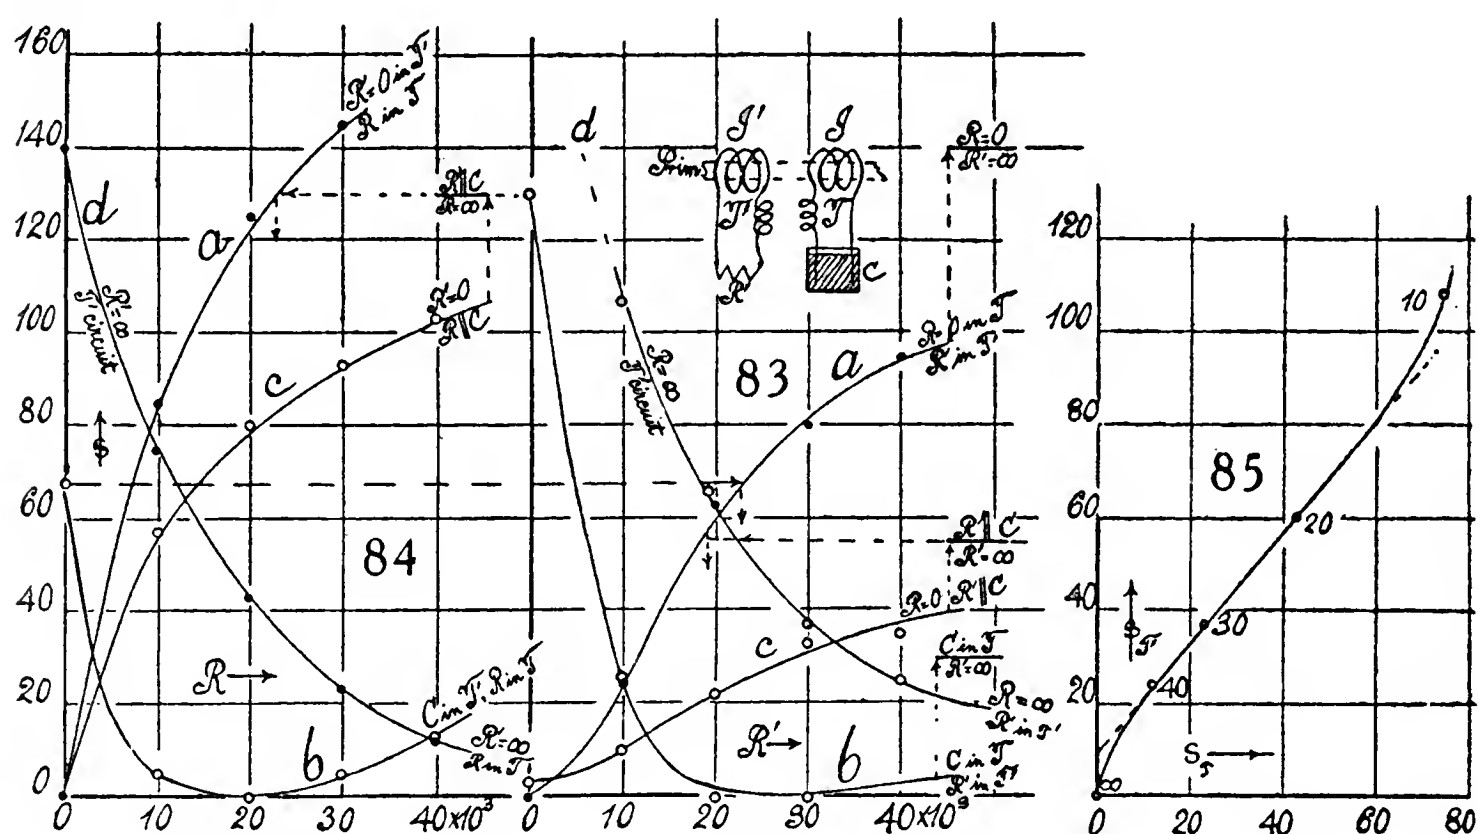 160
140
120
100
80
60
40
20
0
S
d
R'=∞
T' circuit
a
R'=0 in T'
R in T
R∥C
R'=∞
c
R'=0
R∥C
84
R
b
C in T', R in T
R'=∞
R in T
0 10 20 30 40×10³
d
R=∞
T' circuit
J' J
Prim
T' T
R' C
R=0
R'=∞
83
a
R=0 in T
R' in T'
R'∥C
R'=∞
R=0 R'∥C
c
C in T
R'=∞
R=∞
R' in T'
R'
b
C in T
R' in T'
0 10 20 30 40×10³
120
100
80
60
40
20
0
10
85
20
30
40
∞
S T'
S T
0 20 40 60 80